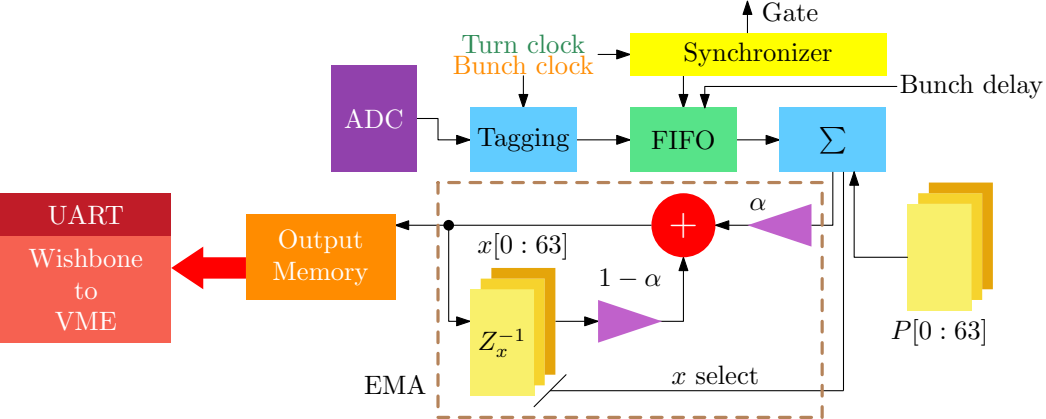 Gate
Turn clock
Bunch clock
Synchronizer
Bunch delay
ADC
Tagging
FIFO
∑
UART
Wishbone
to
VME
Output
Memory
x[0 : 63]
+
α
1 − α
Z_x^{-1}
P[0 : 63]
EMA
x select